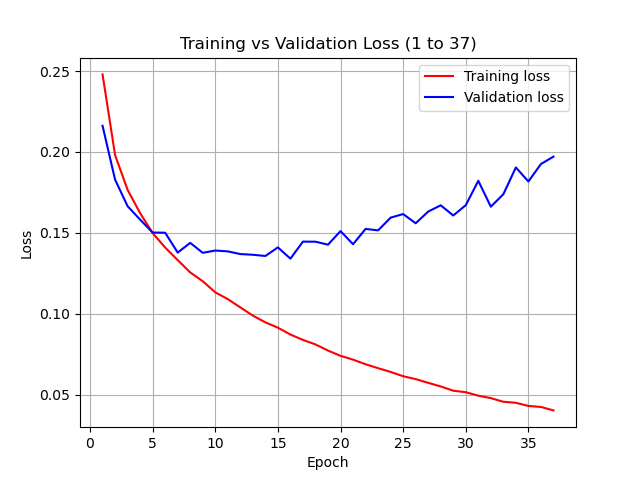 Training vs Validation Loss (1 to 37)
Training loss
Validation loss
0.25
0.20
0.15
0.10
0.05
Loss
0 5 10 15 20 25 30 35
Epoch